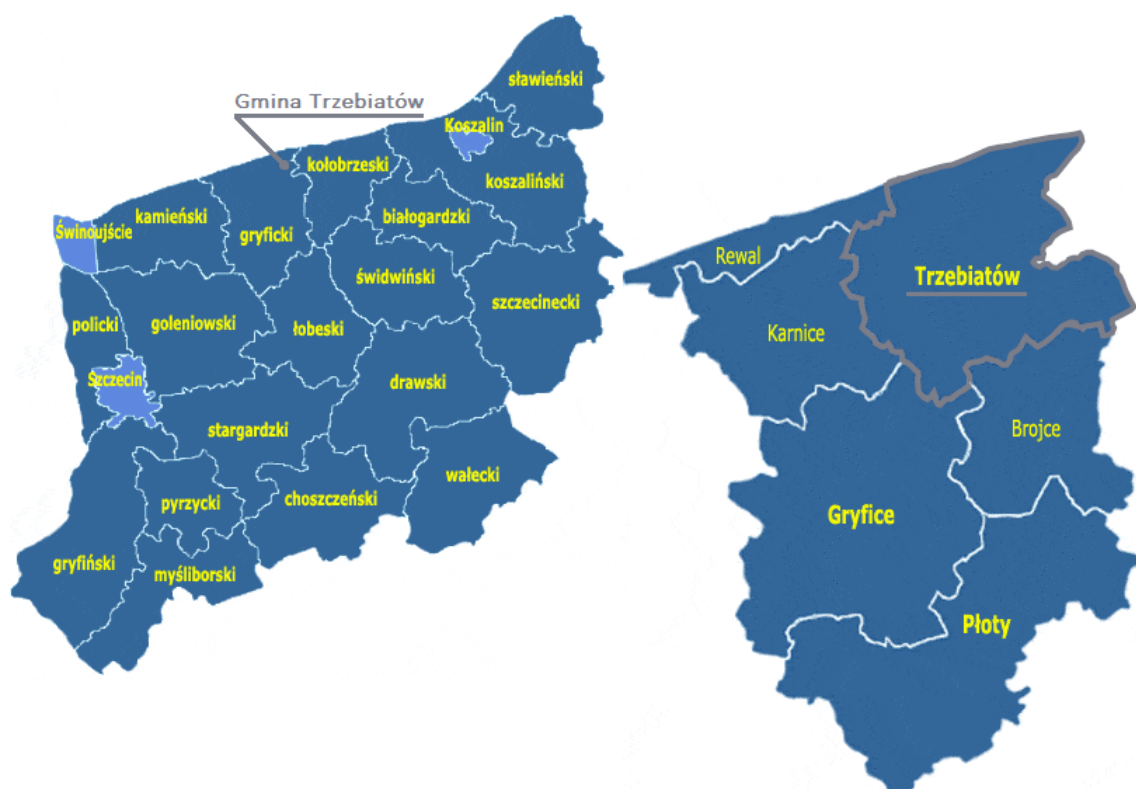 sławieński
Gmina Trzebiatów
Koszalin
kołobrzeski
koszaliński
kamieński
białogardzki
Świnoujście
gryficki
świdwiński
szczecinecki
policki
goleniowski
łobeski
Szczecin
drawski
stargardzki
wałecki
pyrzycki
choszczeński
gryfiński
myśliborski
Rewal
Trzebiatów
Karnice
Brojce
Gryfice
Płoty